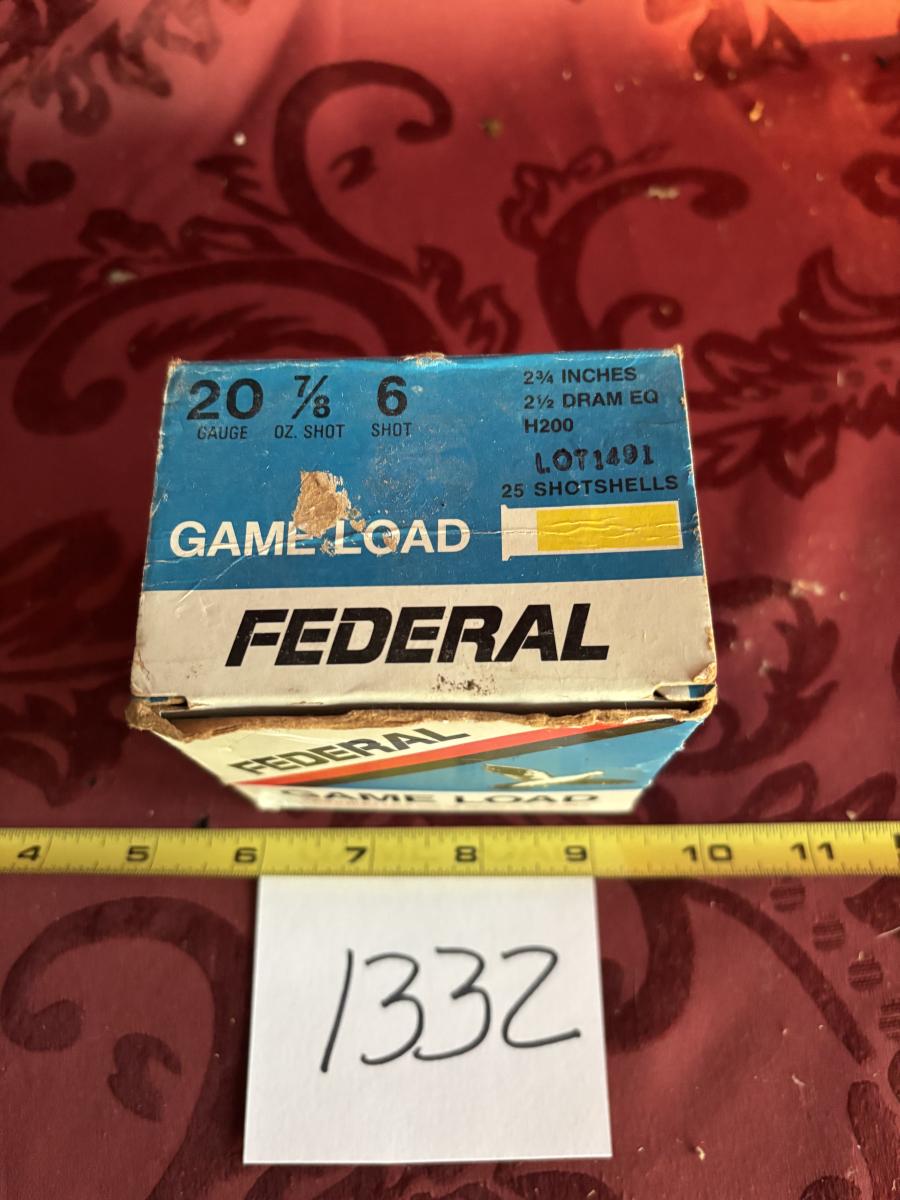 20 7/8 6
GAUGE OZ. SHOT SHOT
2¾ INCHES
2½ DRAM EQ
H200
LOT1491
25 SHOTSHELLS
GAME LOAD
FEDERAL
FEDERAL
GAME LOAD
4 5 6 7 8 9 10 11
1332